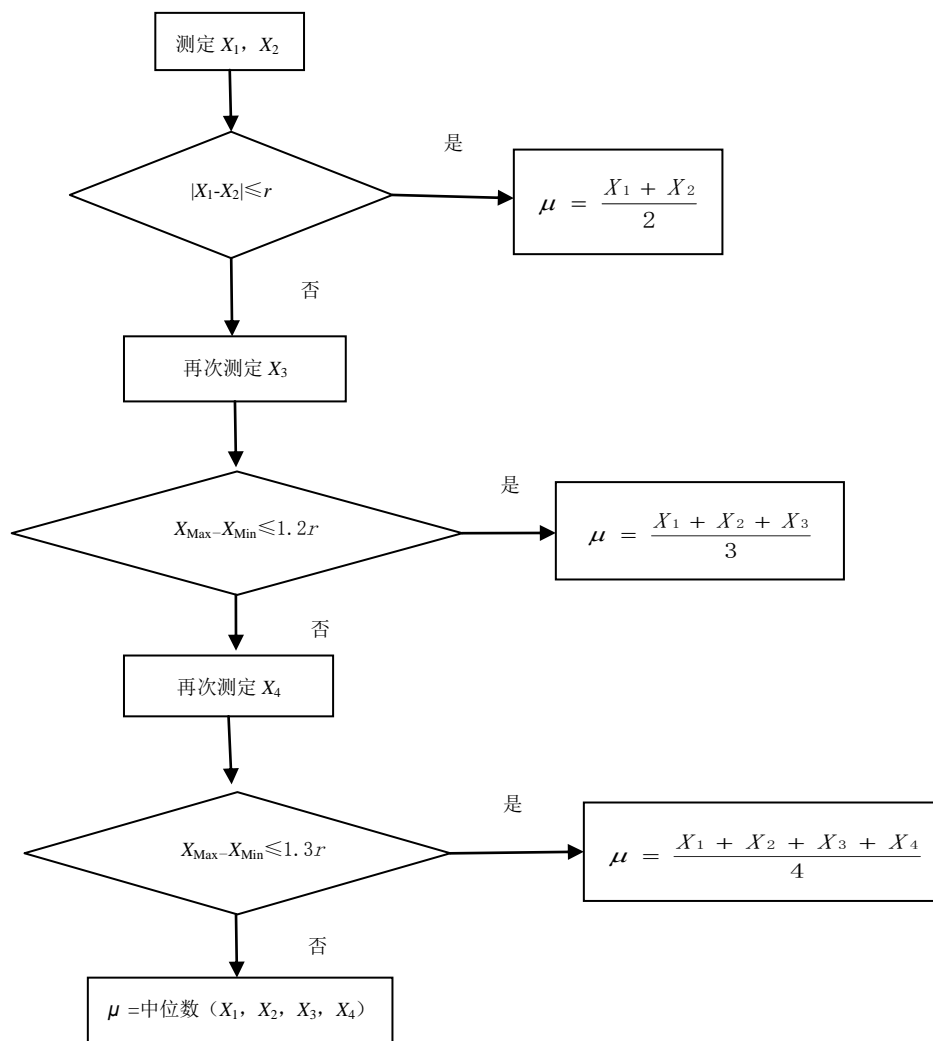 测定 X1，X2
是
|X1-X2|≤r
μ = (X1 + X2)/2
否
再次测定 X3
是
XMax−XMin≤1.2r
μ = (X1 + X2 + X3)/3
否
再次测定 X4
是
XMax−XMin≤1.3r
μ = (X1 + X2 + X3 + X4)/4
否
μ =中位数（X1，X2，X3，X4）